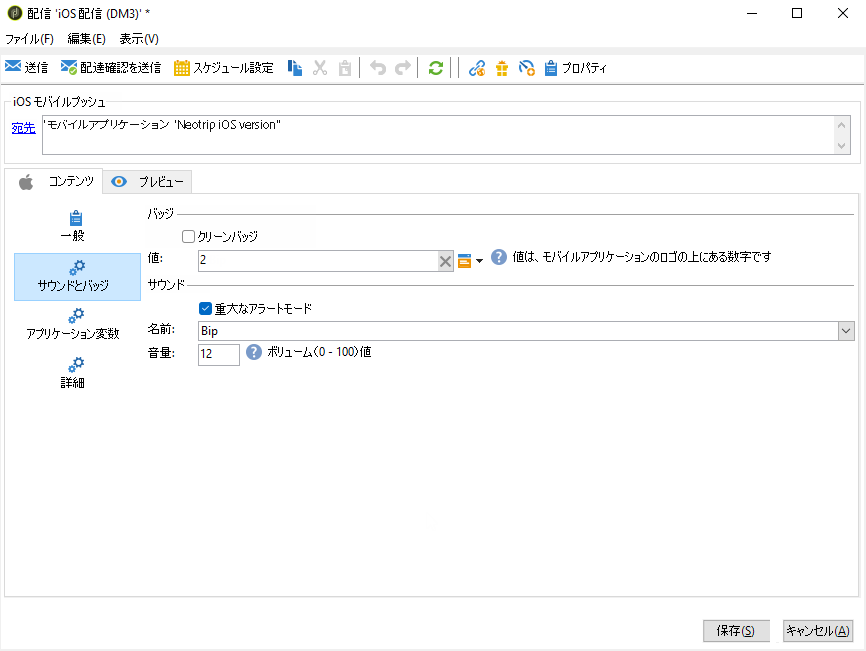 配信 'iOS 配信 (DM3)' *
ファイル(F) 編集(E) 表示(V)
送信 配達確認を送信 スケジュール設定 プロパティ
iOS モバイルプッシュ
宛先 'モバイルアプリケーション 'Neotrip iOS version''
コンテンツ プレビュー
一般
サウンドとバッジ
アプリケーション変数
詳細
バッジ
クリーンバッジ
値: 2 値は、モバイルアプリケーションのロゴの上にある数字です
サウンド
重大なアラートモード
名前: Bip
音量: 12 ボリューム(0 - 100)値
保存(S) キャンセル(A)